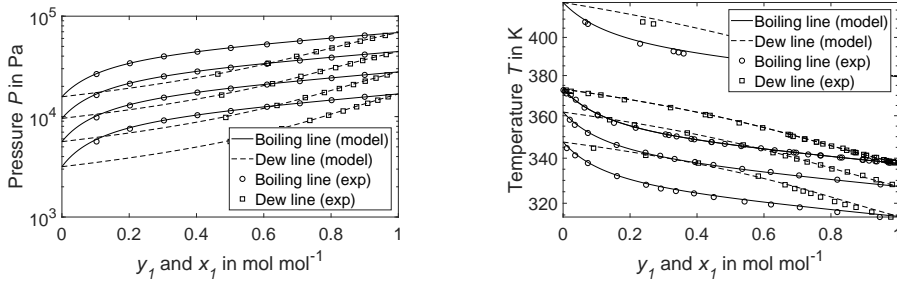 10^5
10^4
10^3
Pressure P in Pa
Boiling line (model)
Dew line (model)
Boiling line (exp)
Dew line (exp)
0 0.2 0.4 0.6 0.8 1
y_1 and x_1 in mol mol^-1
400
380
360
340
320
Temperature T in K
Boiling line (model)
Dew line (model)
Boiling line (exp)
Dew line (exp)
0 0.2 0.4 0.6 0.8 1
y_1 and x_1 in mol mol^-1